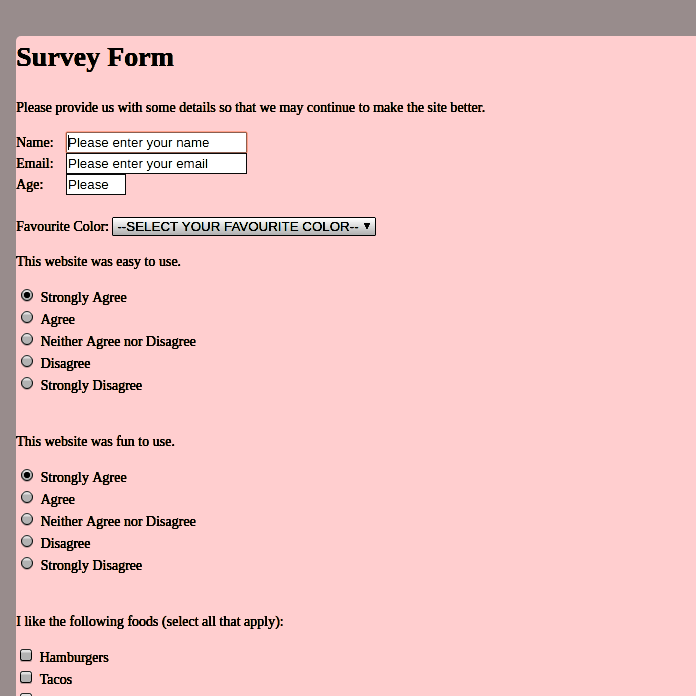 Survey Form
Please provide us with some details so that we may continue to make the site better.
Name: Please enter your name
Email: Please enter your email
Age: Please
Favourite Color: --SELECT YOUR FAVOURITE COLOR--
This website was easy to use.
Strongly Agree
Agree
Neither Agree nor Disagree
Disagree
Strongly Disagree
This website was fun to use.
Strongly Agree
Agree
Neither Agree nor Disagree
Disagree
Strongly Disagree
I like the following foods (select all that apply):
Hamburgers
Tacos